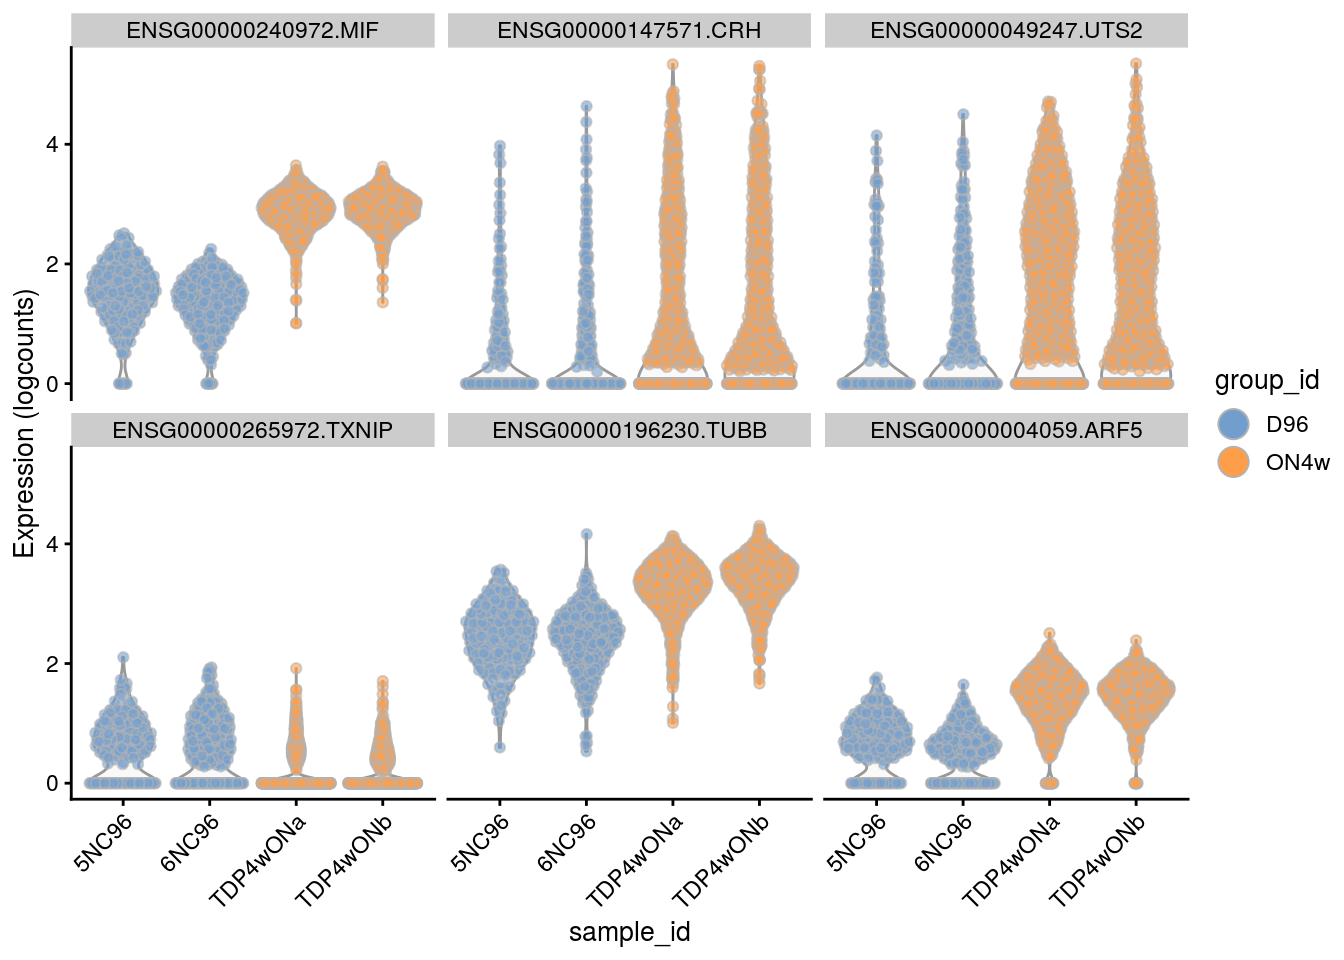 ENSG00000240972.MIF
ENSG00000147571.CRH
ENSG00000049247.UTS2
4
2
0
ENSG00000265972.TXNIP
ENSG00000196230.TUBB
ENSG00000004059.ARF5
4
2
0
Expression (logcounts)
5NC96
6NC96
TDP4wONa
TDP4wONb
5NC96
6NC96
TDP4wONa
TDP4wONb
5NC96
6NC96
TDP4wONa
TDP4wONb
sample_id
group_id
D96
ON4w